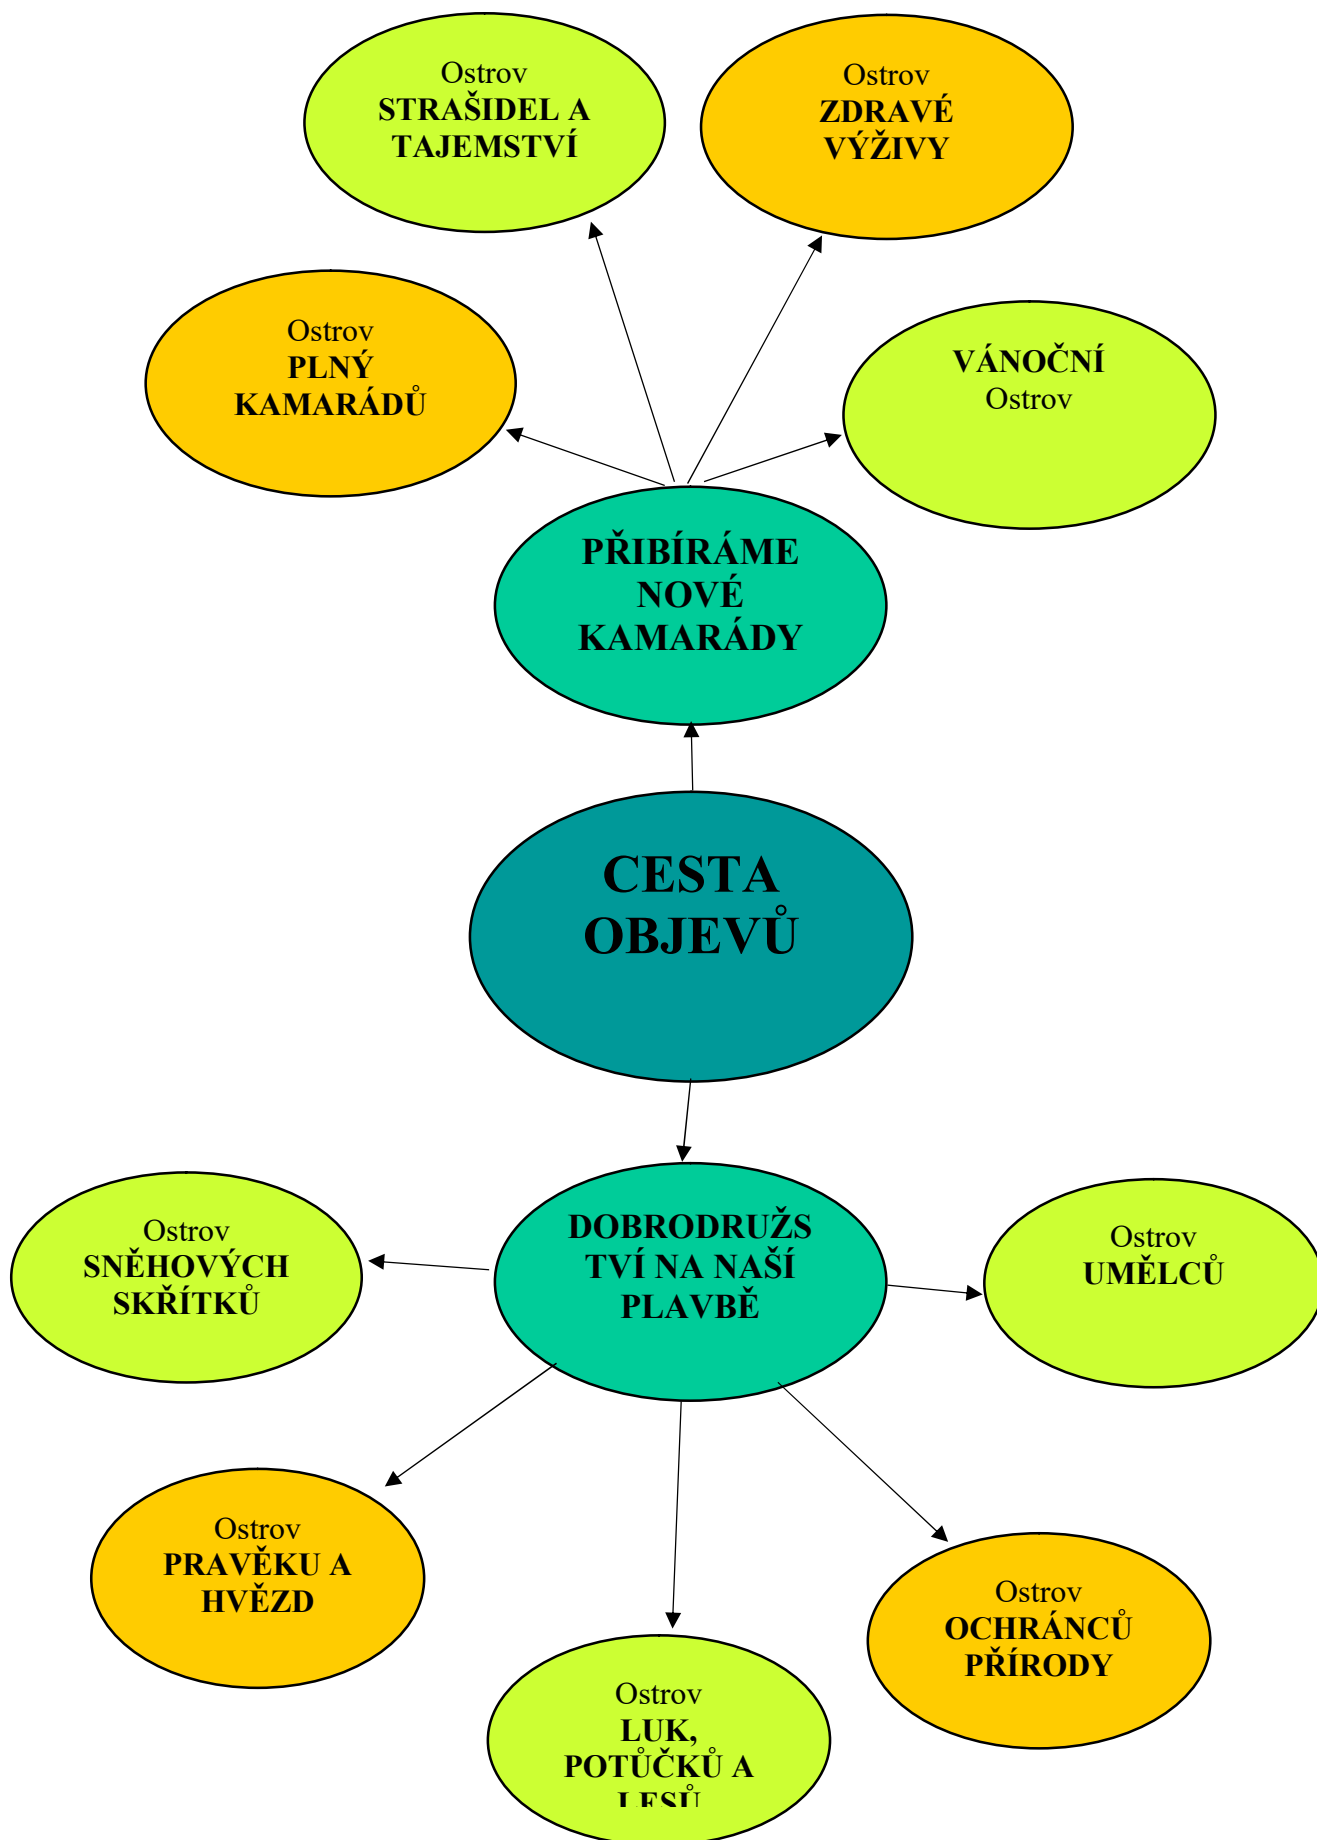 Ostrov
STRAŠIDEL A
TAJEMSTVÍ
Ostrov
ZDRAVÉ
VÝŽIVY
Ostrov
PLNÝ
KAMARÁDŮ
VÁNOČNÍ
Ostrov
PŘIBÍRÁME
NOVÉ
KAMARÁDY
CESTA
OBJEVŮ
Ostrov
SNĚHOVÝCH
SKŘÍTKŮ
DOBRODRUŽS
TVÍ NA NAŠÍ
PLAVBĚ
Ostrov
UMĚLCŮ
Ostrov
PRAVĚKU A
HVĚZD
Ostrov
OCHRÁNCŮ
PŘÍRODY
Ostrov
LUK,
POTŮČKŮ A
LESŮ